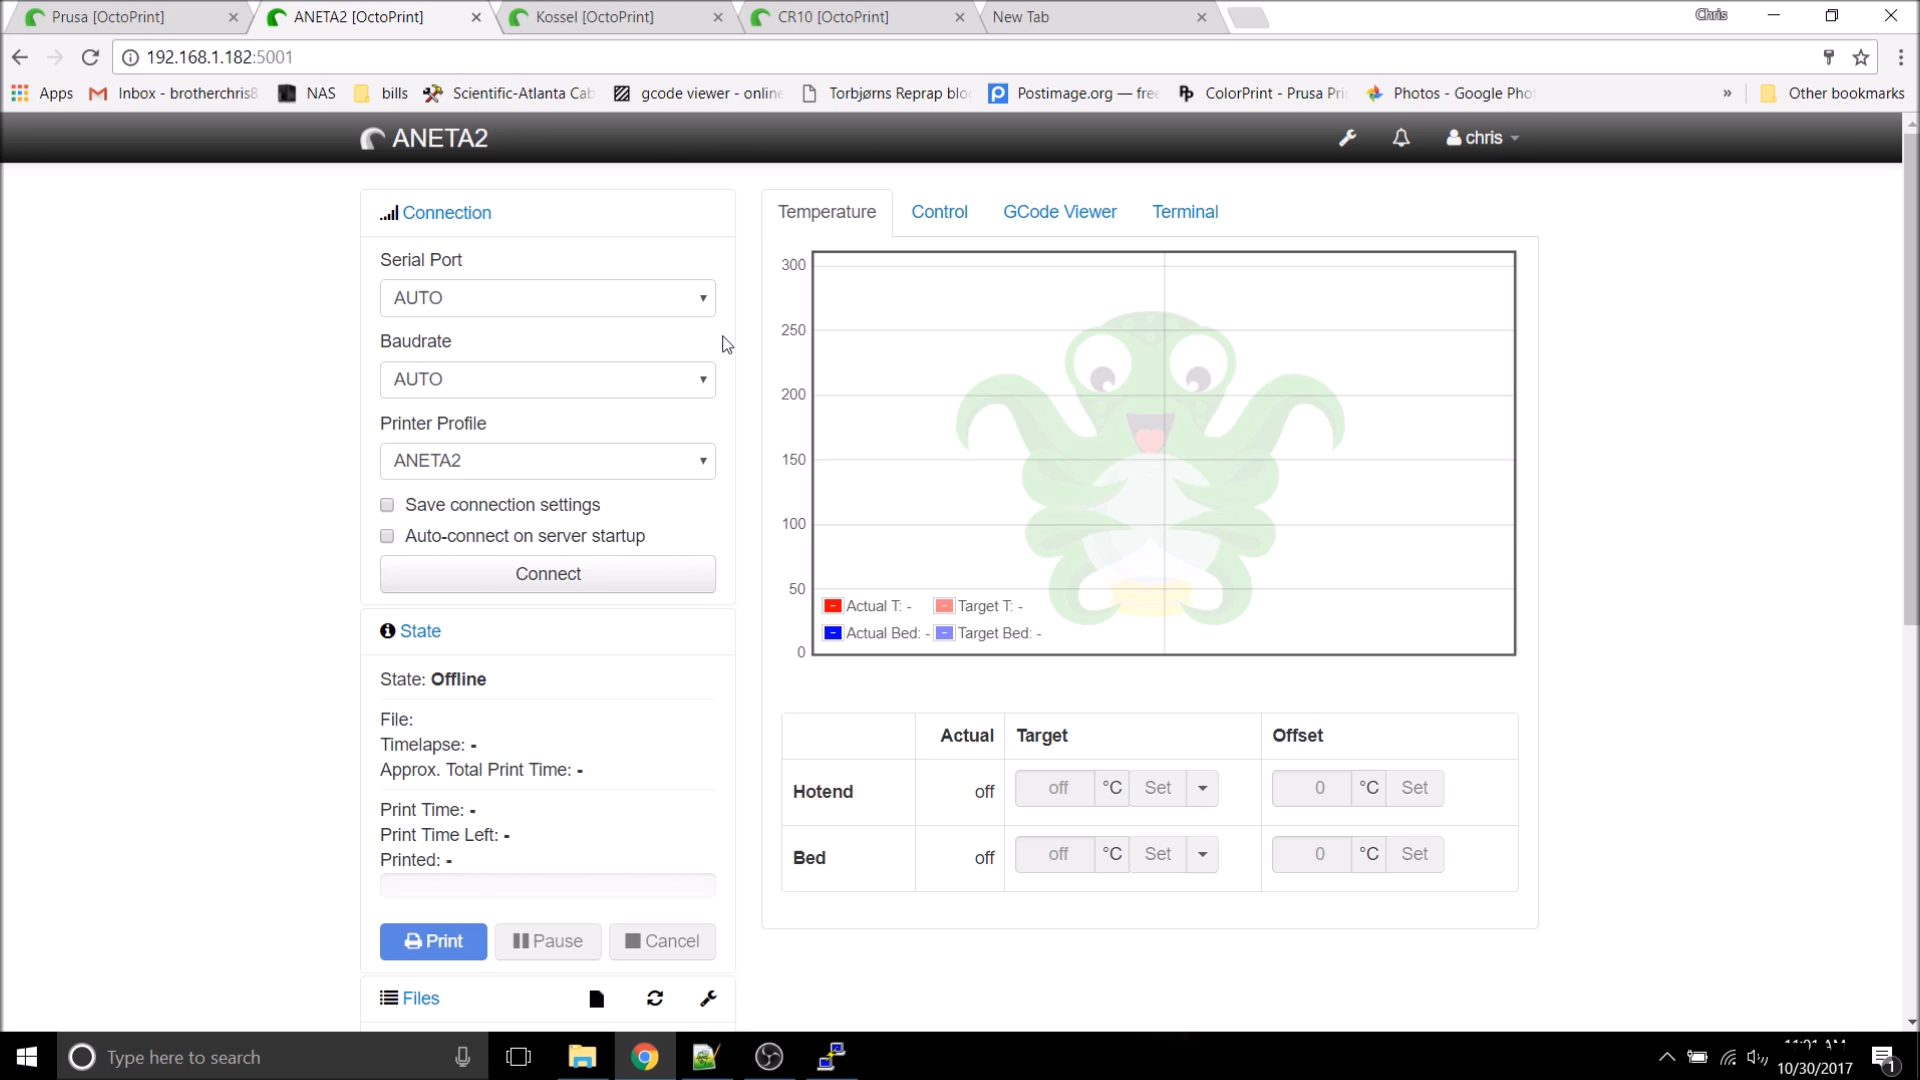 Prusa [OctoPrint]
ANETA2 [OctoPrint]
Kossel [OctoPrint]
CR10 [OctoPrint]
New Tab
Chris
192.168.1.182:5001
Apps
Inbox - brotherchris8
NAS
bills
Scientific-Atlanta Cab
gcode viewer - online
Torbjørns Reprap blo
Postimage.org — free
ColorPrint - Prusa Pri
Photos - Google Pho
»
Other bookmarks
ANETA2
chris
Connection
Serial Port
AUTO
Baudrate
AUTO
Printer Profile
ANETA2
Save connection settings
Auto-connect on server startup
Connect
State
State: Offline
File:
Timelapse: -
Approx. Total Print Time: -
Print Time: -
Print Time Left: -
Printed: -
Print
Pause
Cancel
Files
Temperature
Control
GCode Viewer
Terminal
300
250
200
150
100
50
0
Actual T: -
Target T: -
Actual Bed: -
Target Bed: -
Actual
Target
Offset
Hotend
off
off °C Set
0 °C Set
Bed
off
off °C Set
0 °C Set
Type here to search
10/30/2017
1